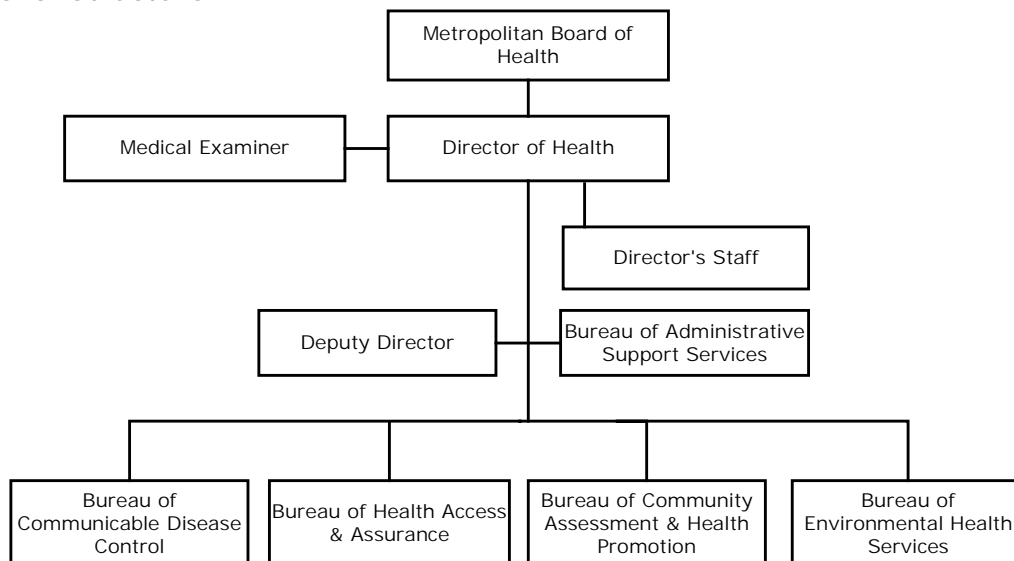 Metropolitan Board of
Health
Medical Examiner
Director of Health
Director's Staff
Deputy Director
Bureau of Administrative
Support Services
Bureau of
Communicable Disease
Control
Bureau of Health Access
& Assurance
Bureau of Community
Assessment & Health
Promotion
Bureau of
Environmental Health
Services